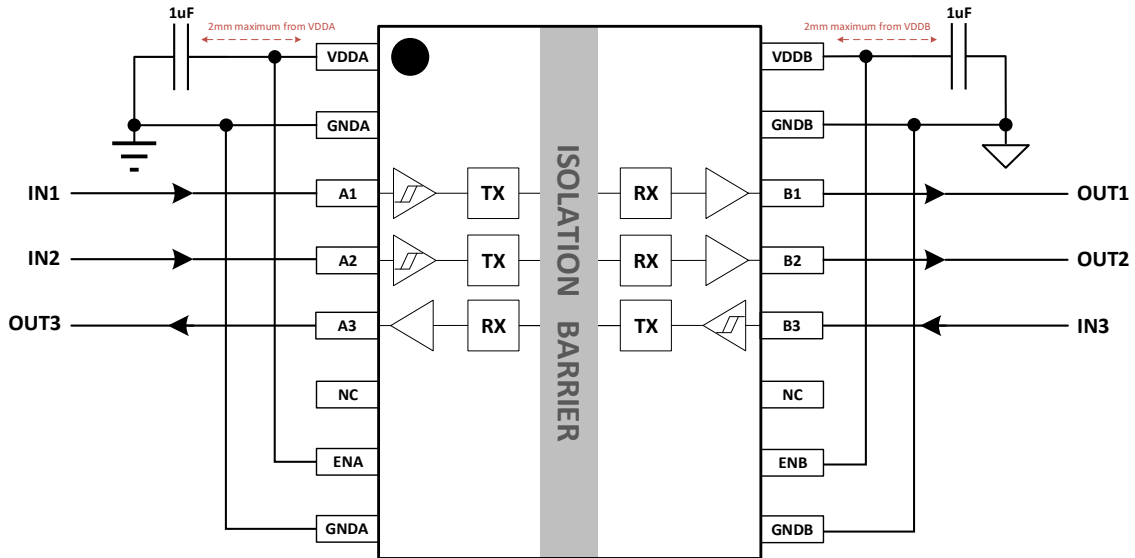 1uF
2mm maximum from VDDA
2mm maximum from VDDB
1uF
VDDA
VDDB
GNDA
GNDB
IN1
A1
TX
RX
B1
OUT1
IN2
A2
TX
RX
B2
OUT2
OUT3
A3
RX
TX
B3
IN3
ISOLATION BARRIER
NC
NC
ENA
ENB
GNDA
GNDB